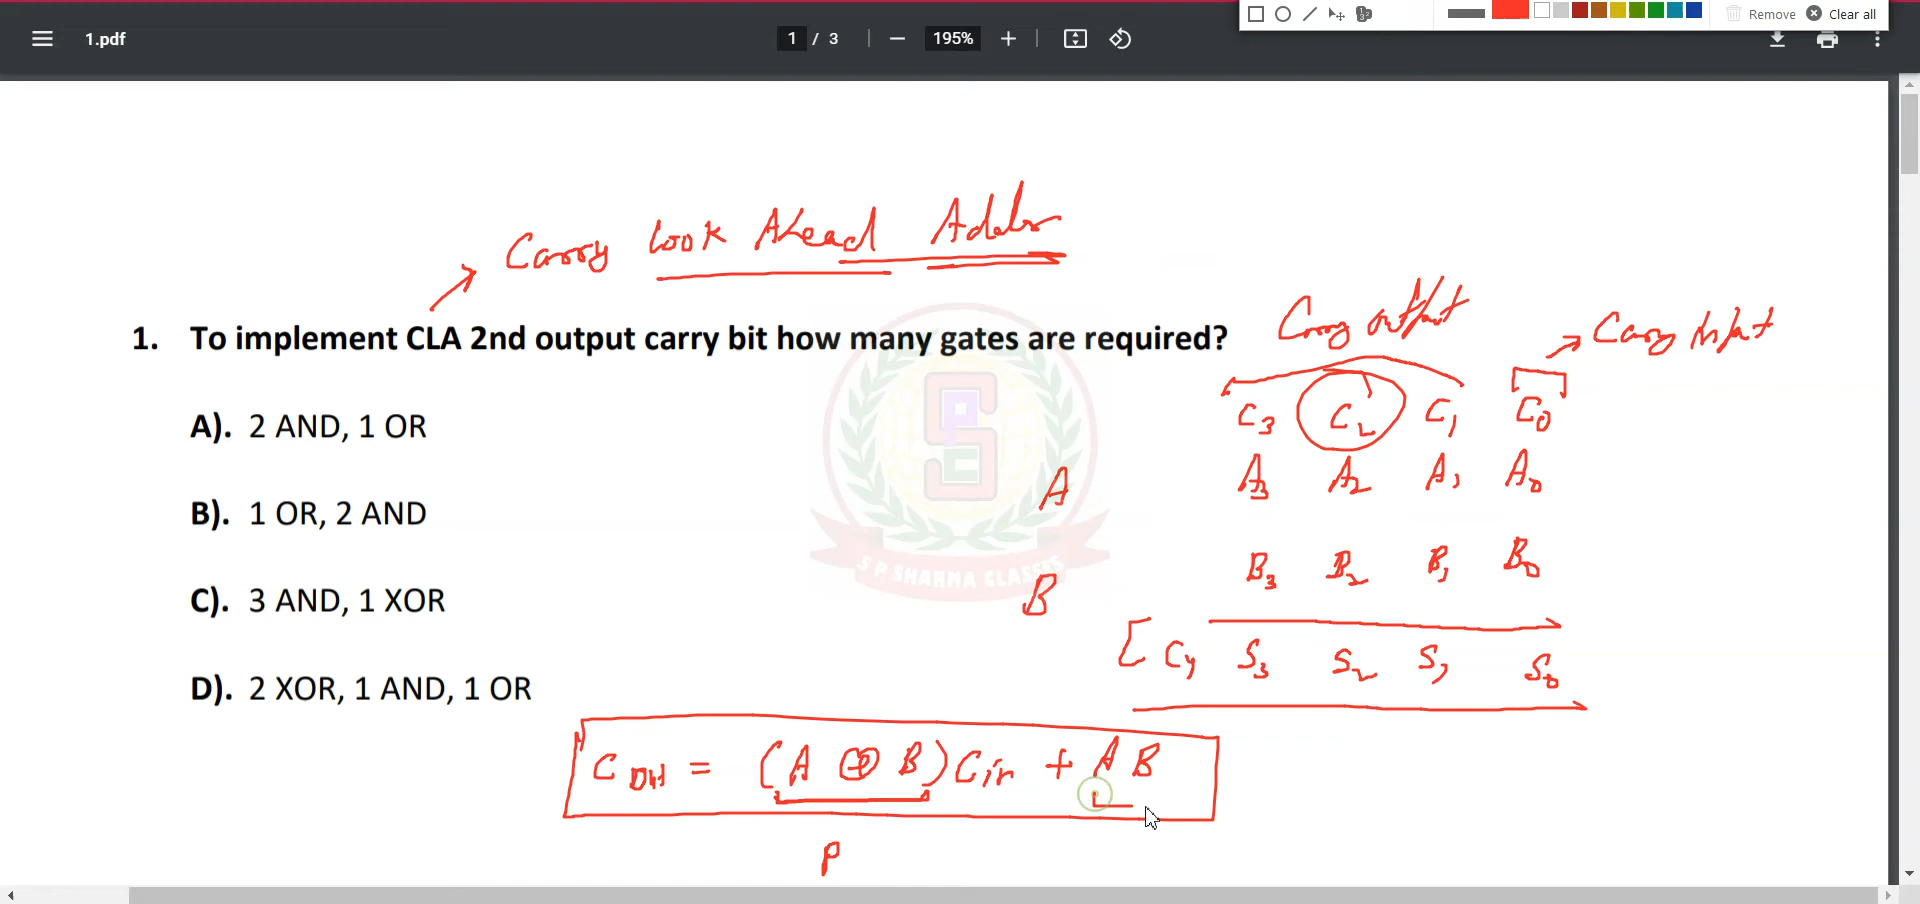 1.pdf
1 / 3
195%
Remove
Clear all
Carry Look Ahead Adder
1. To implement CLA 2nd output carry bit how many gates are required?
Carry output
Carry Input
A). 2 AND, 1 OR
C3 C2 C1 C0
A3 A2 A1 A0
A
B). 1 OR, 2 AND
B3 B2 B1 B0
B
S P SHARMA CLASSES
C). 3 AND, 1 XOR
C4 S3 S2 S1 S0
D). 2 XOR, 1 AND, 1 OR
C out = (A ⊕ B) Cin + A B
P